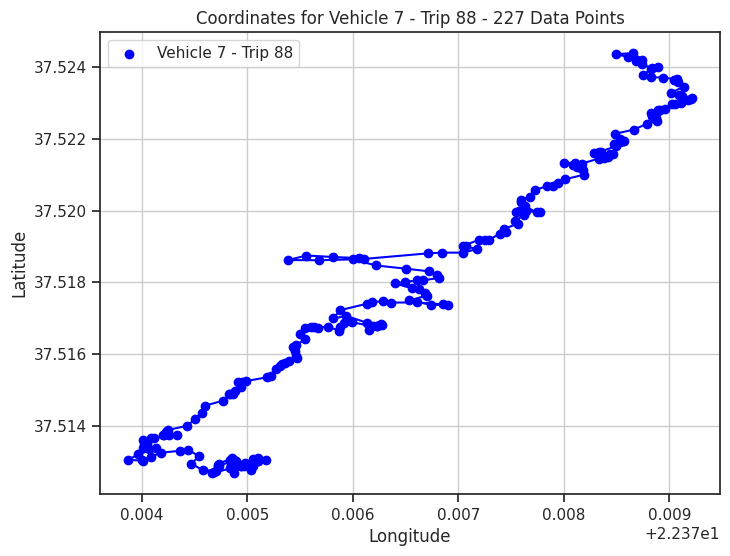 Coordinates for Vehicle 7 - Trip 88 - 227 Data Points
Vehicle 7 - Trip 88
37.524
37.522
37.520
37.518
37.516
37.514
Latitude
0.004 0.005 0.006 0.007 0.008 0.009
+2.237e1
Longitude